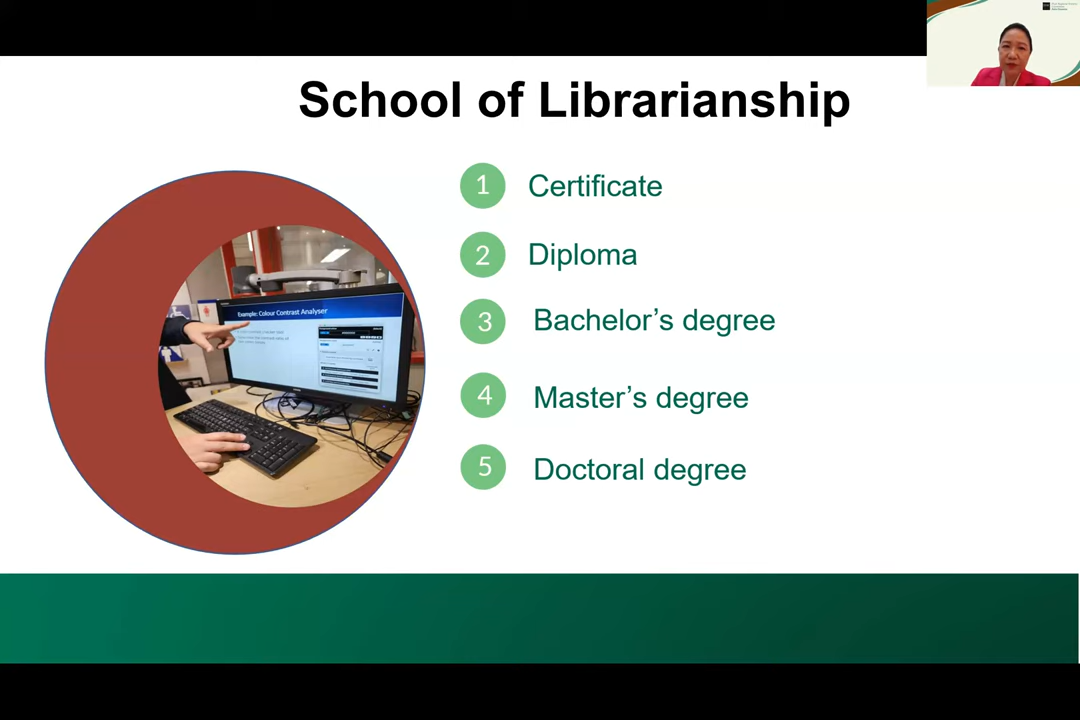 School of Librarianship
1 Certificate
2 Diploma
3 Bachelor’s degree
4 Master’s degree
5 Doctoral degree
Example: Colour Contrast Analyser